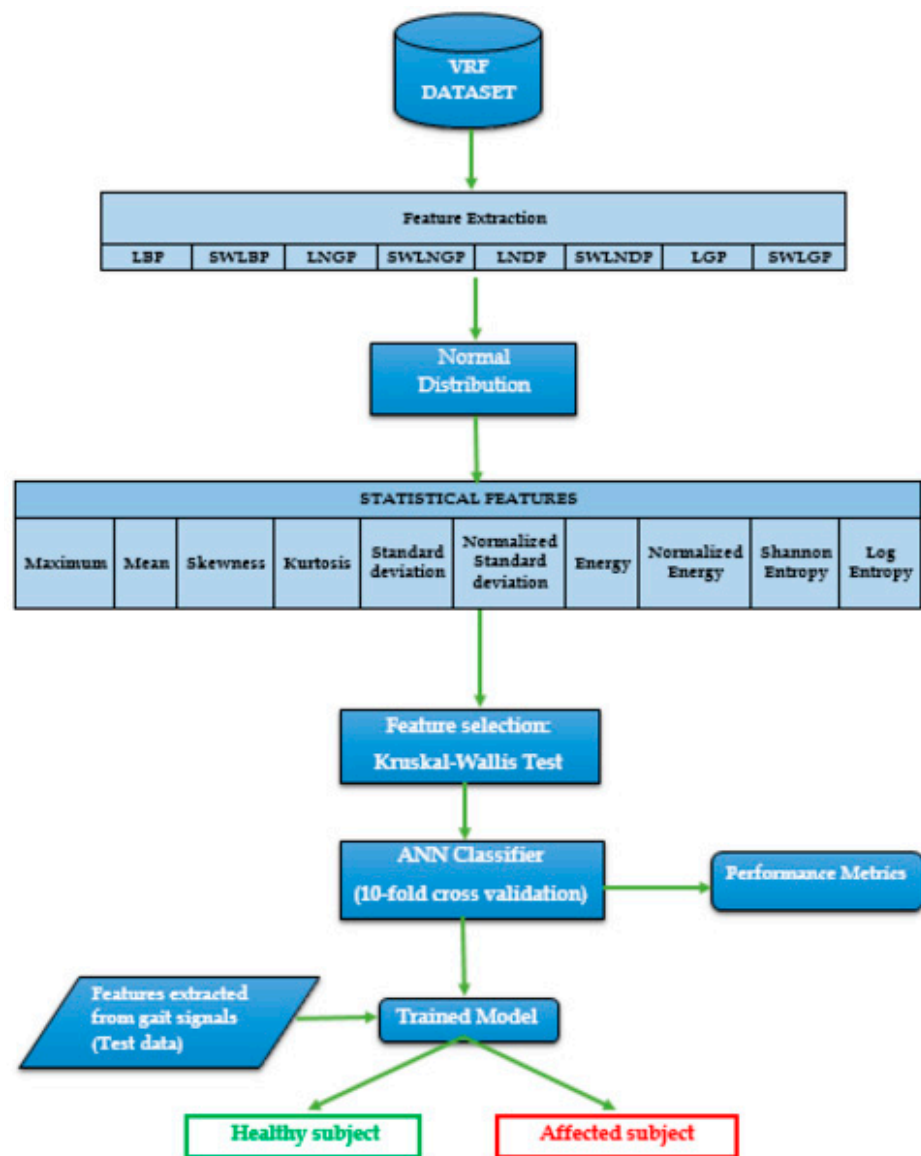 VRF
DATASET
Feature Extraction
LBP SWLBP LNGP SWLNGP LNDP SWLNDP LGP SWLGP
Normal
Distribution
STATISTICAL FEATURES
Maximum Mean Skewness Kurtosis Standard deviation Normalized Standard deviation Energy Normalized Energy Shannon Entropy Log Entropy
Feature selection:
Kruskal-Wallis Test
ANN Classifier
(10-fold cross validation)
Performance Metrics
Features extracted
from gait signals
(Test data)
Trained Model
Healthy subject
Affected subject